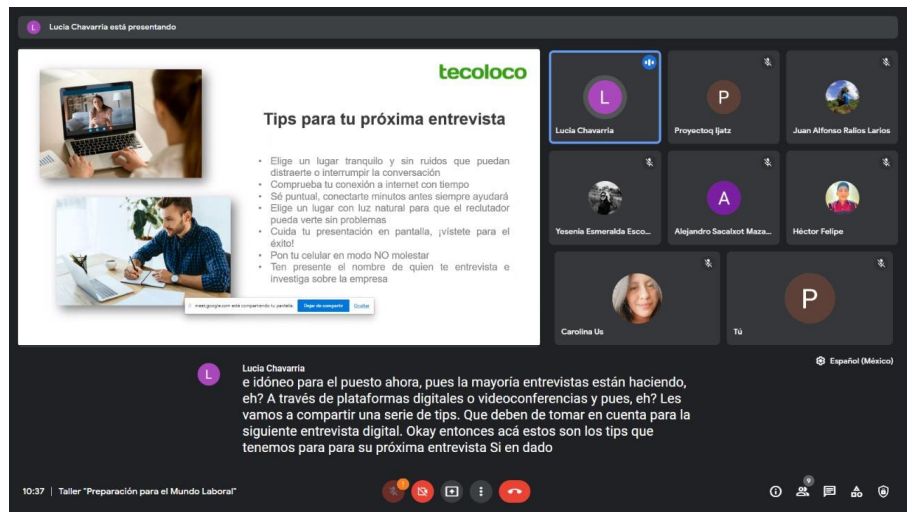 L Lucia Chavarria está presentando
tecoloco
Tips para tu próxima entrevista
• Elige un lugar tranquilo y sin ruidos que puedan
distraerte o interrumpir la conversación
• Comprueba tu conexión a internet con tiempo
• Sé puntual, conectarte minutos antes siempre ayudará
• Elige un lugar con luz natural para que el reclutador
pueda verte sin problemas
• Cuida tu presentación en pantalla, ¡vístete para el
éxito!
• Pon tu celular en modo NO molestar
• Ten presente el nombre de quien te entrevista e
investiga sobre la empresa
meet.google.com está compartiendo tu pantalla. Dejar de compartir Ocultar
L
Lucia Chavarria
P
Proyectoq Ijatz
Juan Alfonso Ralios Larios
Yesenia Esmeralda Esco...
A
Alejandro Sacalxot Maza...
Héctor Felipe
Carolina Us
P
Tú
Español (México)
L
Lucia Chavarria
e idóneo para el puesto ahora, pues la mayoría entrevistas están haciendo,
eh? A través de plataformas digitales o videoconferencias y pues, eh? Les
vamos a compartir una serie de tips. Que deben de tomar en cuenta para la
siguiente entrevista digital. Okay entonces acá estos son los tips que
tenemos para para su próxima entrevista Si en dado
10:37 | Taller "Preparación para el Mundo Laboral"
!
9